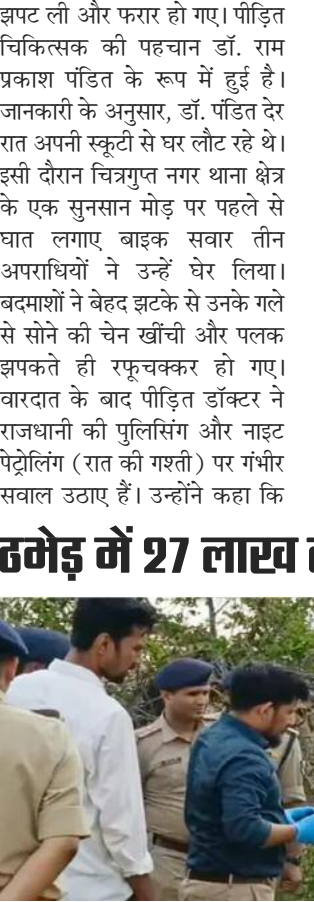 झपट ली और फरार हो गए। पीड़ित
चिकित्सक की पहचान डॉ. राम
प्रकाश पंडित के रूप में हुई है।
जानकारी के अनुसार, डॉ. पंडित देर
रात अपनी स्कूटी से घर लौट रहे थे।
इसी दौरान चित्रगुप्त नगर थाना क्षेत्र
के एक सुनसान मोड़ पर पहले से
घात लगाए बाइक सवार तीन
अपराधियों ने उन्हें घेर लिया।
बदमाशों ने बेहद झटके से उनके गले
से सोने की चेन खींची और पलक
झपकते ही रफूचक्कर हो गए।
वारदात के बाद पीड़ित डॉक्टर ने
राजधानी की पुलिसिंग और नाइट
पेट्रोलिंग (रात की गश्ती) पर गंभीर
सवाल उठाए हैं। उन्होंने कहा कि
ठभेड़ में 27 लाख